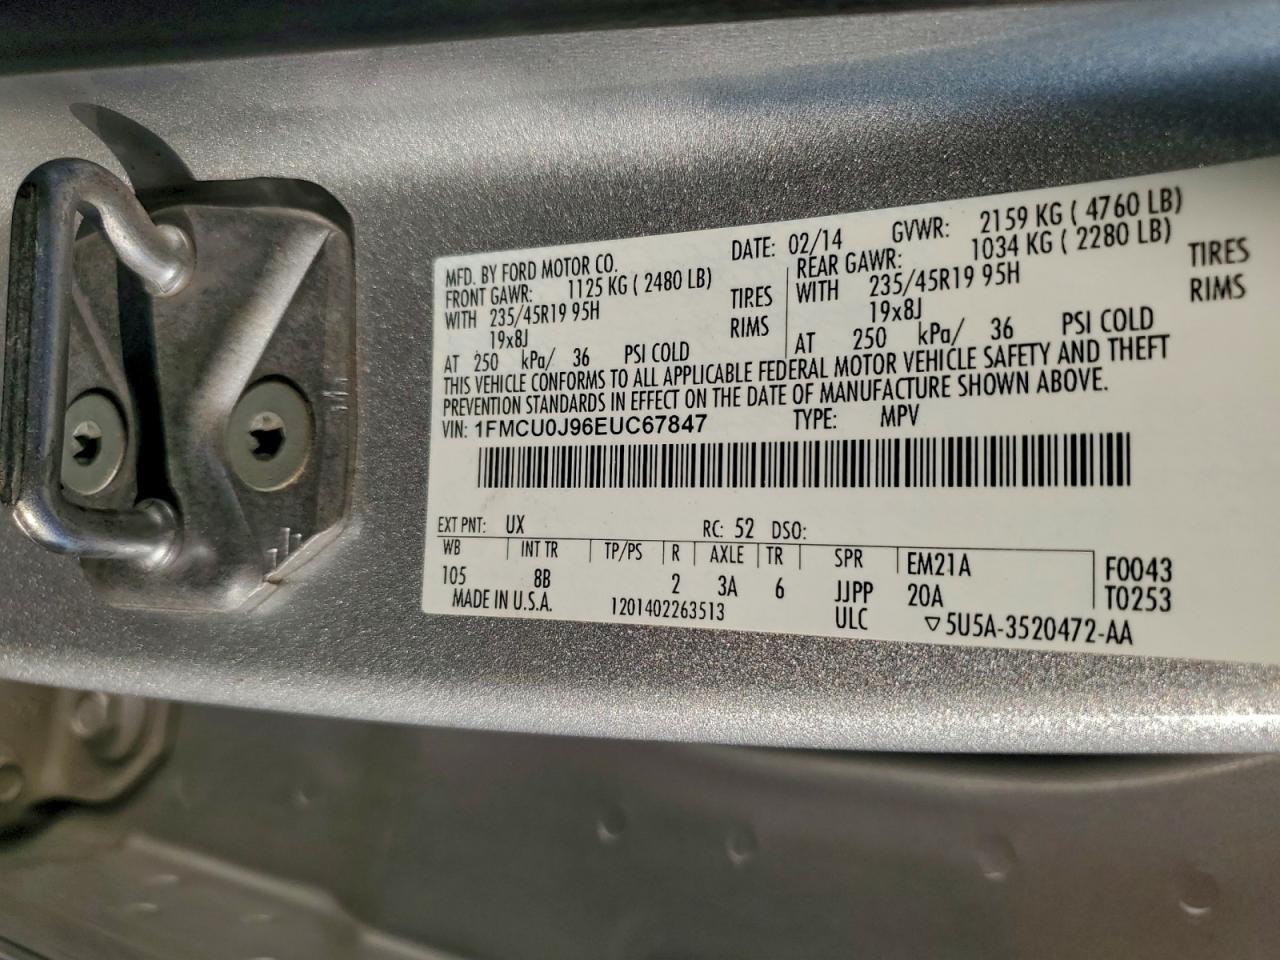 MFD. BY FORD MOTOR CO. DATE: 02/14 GVWR: 2159 KG ( 4760 LB)
FRONT GAWR: 1125 KG ( 2480 LB) REAR GAWR: 1034 KG ( 2280 LB)
WITH 235/45R19 95H TIRES WITH 235/45R19 95H TIRES
19x8J RIMS 19x8J RIMS
AT 250 kPa/ 36 PSI COLD AT 250 kPa/ 36 PSI COLD
THIS VEHICLE CONFORMS TO ALL APPLICABLE FEDERAL MOTOR VEHICLE SAFETY AND THEFT
PREVENTION STANDARDS IN EFFECT ON THE DATE OF MANUFACTURE SHOWN ABOVE.
VIN: 1FMCU0J96EUC67847 TYPE: MPV
EXT PNT: UX RC: 52 DSO:
WB INT TR TP/PS R AXLE TR SPR EM21A F0043
105 8B 2 3A 6 JJPP 20A T0253
MADE IN U.S.A. 1201402263513 ULC ▽5U5A-3520472-AA